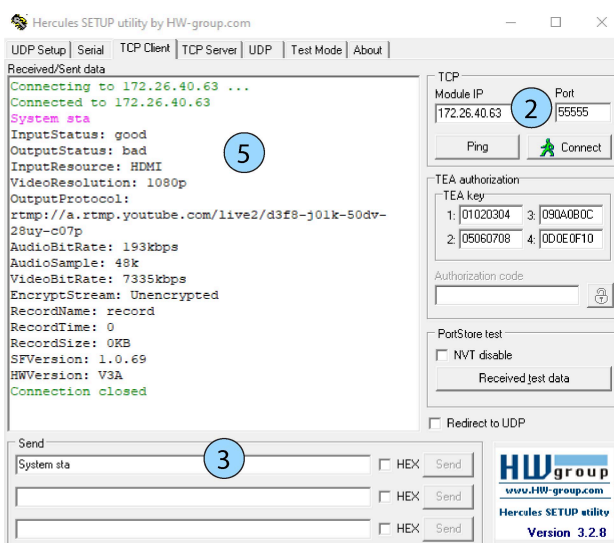 Hercules SETUP utility by HW-group.com
UDP Setup Serial TCP Client TCP Server UDP Test Mode About
Received/Sent data
Connecting to 172.26.40.63 ...
Connected to 172.26.40.63
System sta
InputStatus: good
OutputStatus: bad
InputResource: HDMI
VideoResolution: 1080p
OutputProtocol:
rtmp://a.rtmp.youtube.com/live2/d3f8-j01k-50dv-
28uy-c07p
AudioBitRate: 193kbps
AudioSample: 48k
VideoBitRate: 7335kbps
EncryptStream: Unencrypted
RecordName: record
RecordTime: 0
RecordSize: 0KB
SFVersion: 1.0.69
HWVersion: V3A
Connection closed
5
TCP
Module IP Port
172.26.40.63 2 55555
Ping Connect
TEA authorization
TEA key
1: 01020304 3: 090A0B0C
2: 05060708 4: 0D0E0F10
Authorization code
PortStore test
NVT disable
Received test data
Redirect to UDP
Send
System sta 3 HEX Send
HEX Send
HEX Send
HW group
www.HW-group.com
Hercules SETUP utility
Version 3.2.8